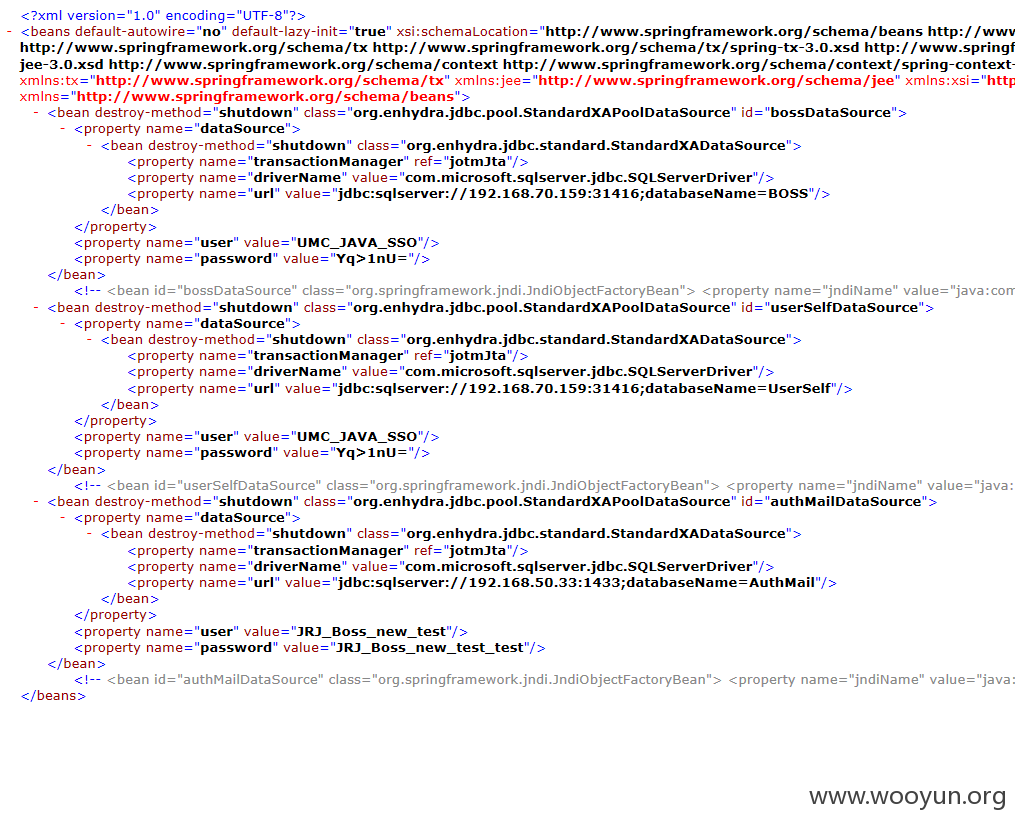 <?xml version="1.0" encoding="UTF-8"?>
- <beans default-autowire="no" default-lazy-init="true" xsi:schemaLocation="http://www.springframework.org/schema/beans http://www
http://www.springframework.org/schema/tx http://www.springframework.org/schema/tx/spring-tx-3.0.xsd http://www.springf
jee-3.0.xsd http://www.springframework.org/schema/context http://www.springframework.org/schema/context/spring-context-
xmlns:tx="http://www.springframework.org/schema/tx" xmlns:jee="http://www.springframework.org/schema/jee" xmlns:xsi="http
xmlns="http://www.springframework.org/schema/beans">
- <bean destroy-method="shutdown" class="org.enhydra.jdbc.pool.StandardXAPoolDataSource" id="bossDataSource">
- <property name="dataSource">
- <bean destroy-method="shutdown" class="org.enhydra.jdbc.standard.StandardXADataSource">
<property name="transactionManager" ref="jotmJta"/>
<property name="driverName" value="com.microsoft.sqlserver.jdbc.SQLServerDriver"/>
<property name="url" value="jdbc:sqlserver://192.168.70.159:31416;databaseName=BOSS"/>
</bean>
</property>
<property name="user" value="UMC_JAVA_SSO"/>
<property name="password" value="Yq>1nU="/>
</bean>
<!-- <bean id="bossDataSource" class="org.springframework.jndi.JndiObjectFactoryBean"> <property name="jndiName" value="java:com
- <bean destroy-method="shutdown" class="org.enhydra.jdbc.pool.StandardXAPoolDataSource" id="userSelfDataSource">
- <property name="dataSource">
- <bean destroy-method="shutdown" class="org.enhydra.jdbc.standard.StandardXADataSource">
<property name="transactionManager" ref="jotmJta"/>
<property name="driverName" value="com.microsoft.sqlserver.jdbc.SQLServerDriver"/>
<property name="url" value="jdbc:sqlserver://192.168.70.159:31416;databaseName=UserSelf"/>
</bean>
</property>
<property name="user" value="UMC_JAVA_SSO"/>
<property name="password" value="Yq>1nU="/>
</bean>
<!-- <bean id="userSelfDataSource" class="org.springframework.jndi.JndiObjectFactoryBean"> <property name="jndiName" value="java:
- <bean destroy-method="shutdown" class="org.enhydra.jdbc.pool.StandardXAPoolDataSource" id="authMailDataSource">
- <property name="dataSource">
- <bean destroy-method="shutdown" class="org.enhydra.jdbc.standard.StandardXADataSource">
<property name="transactionManager" ref="jotmJta"/>
<property name="driverName" value="com.microsoft.sqlserver.jdbc.SQLServerDriver"/>
<property name="url" value="jdbc:sqlserver://192.168.50.33:1433;databaseName=AuthMail"/>
</bean>
</property>
<property name="user" value="JRJ_Boss_new_test"/>
<property name="password" value="JRJ_Boss_new_test_test"/>
</bean>
<!-- <bean id="authMailDataSource" class="org.springframework.jndi.JndiObjectFactoryBean"> <property name="jndiName" value="java:
</beans>
www.wooyun.org